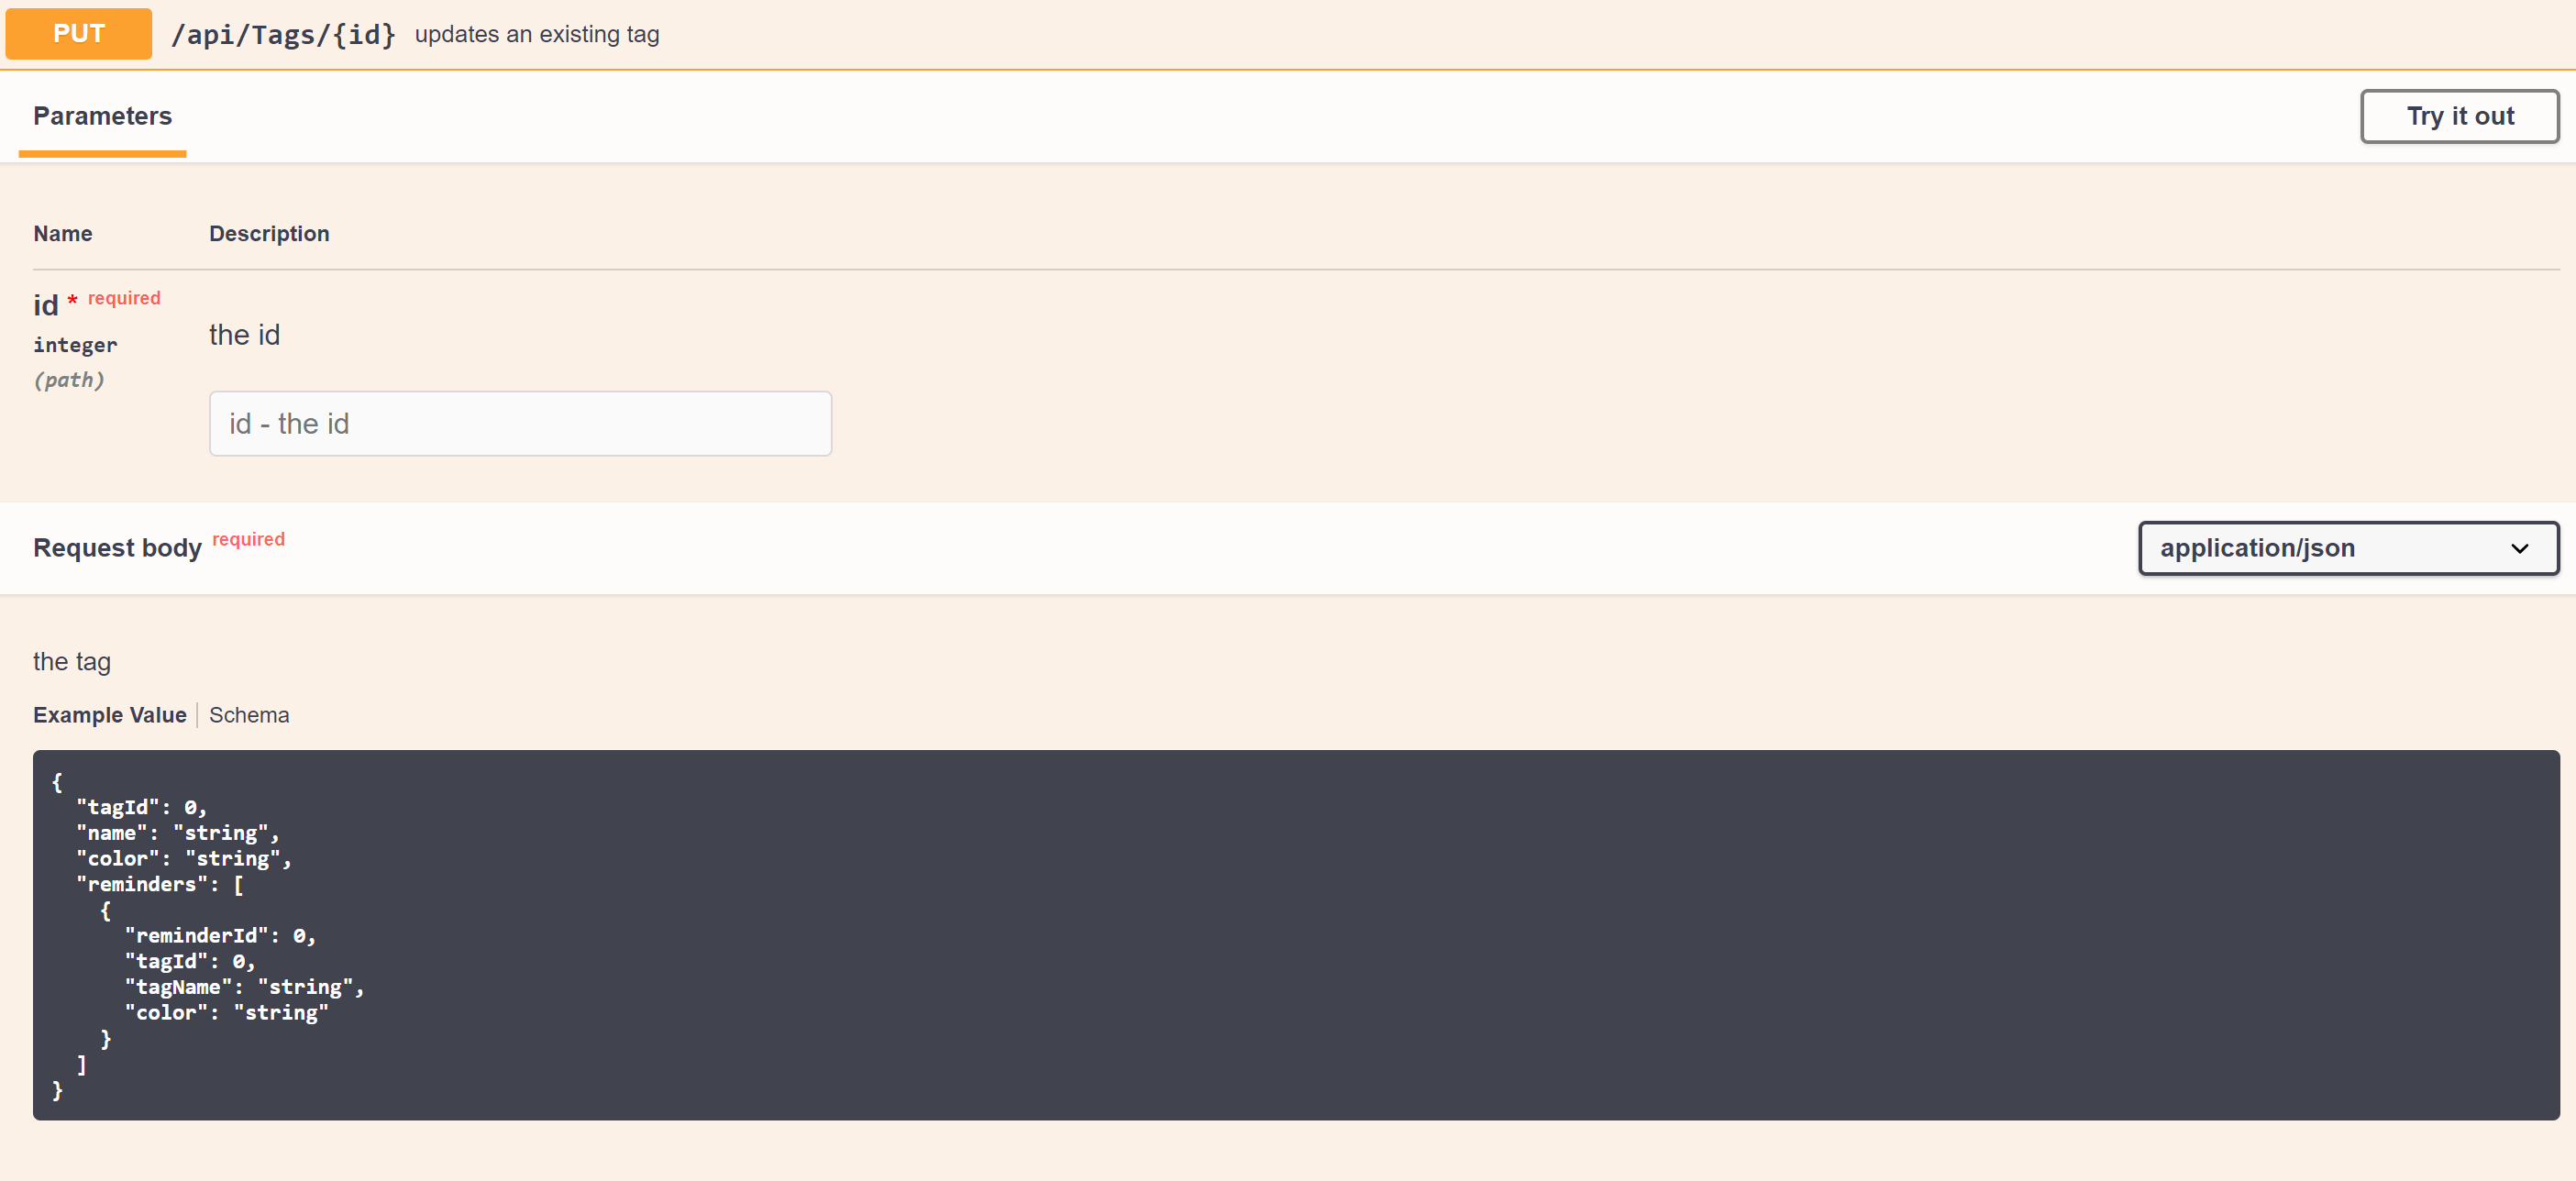 PUT /api/Tags/{id} updates an existing tag
Parameters Try it out
Name Description
id * required
integer
(path)
the id
id - the id
Request body required application/json
the tag
Example Value Schema
{
  "tagId": 0,
  "name": "string",
  "color": "string",
  "reminders": [
    {
      "reminderId": 0,
      "tagId": 0,
      "tagName": "string",
      "color": "string"
    }
  ]
}